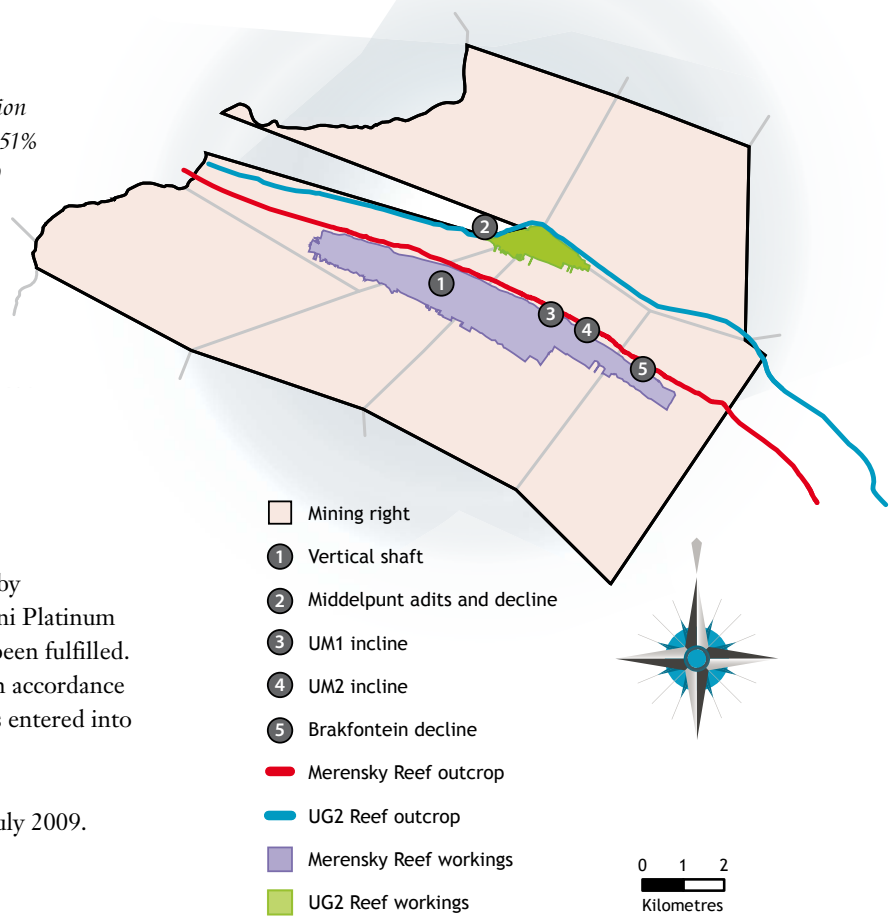 ion
51%
2
1
3
4
5
by
ni Platinum
been fulfilled.
n accordance
s entered into
uly 2009.
Mining right
1 Vertical shaft
2 Middelpunt adits and decline
3 UM1 incline
4 UM2 incline
5 Brakfontein decline
Merensky Reef outcrop
UG2 Reef outcrop
Merensky Reef workings
UG2 Reef workings
0 1 2
Kilometres